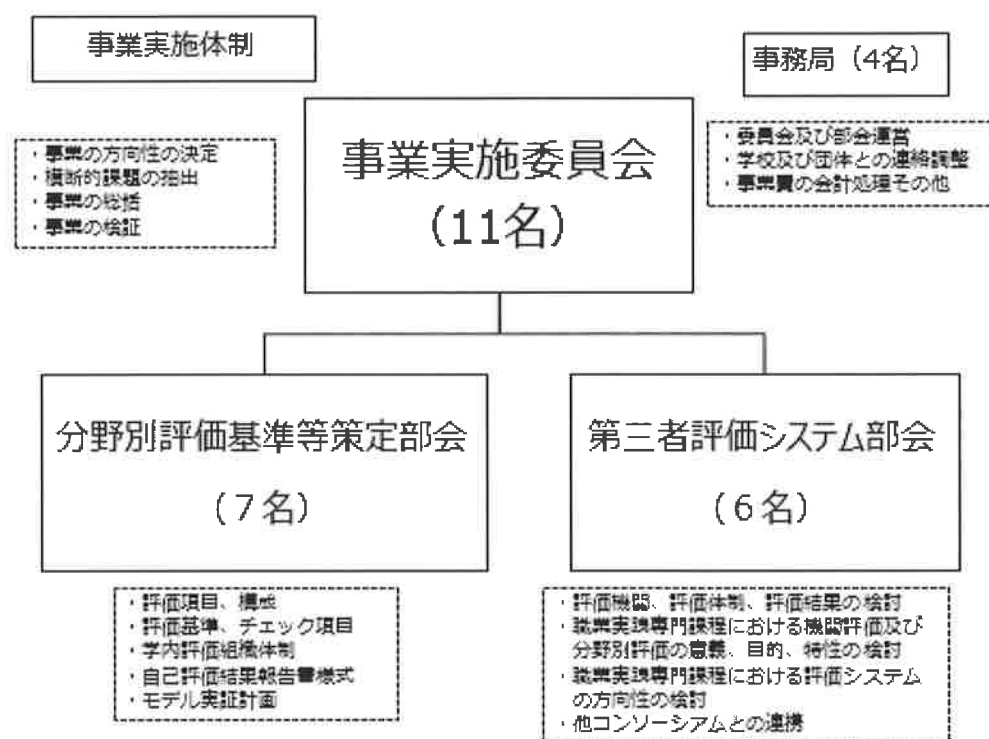 事業実施体制
事務局（4名）
事業実施委員会
（11名）
・事業の方向性の決定
・横断的課題の抽出
・事業の総括
・事業の検証
・委員会及び部会運営
・学校及び団体との連絡調整
・事業費の会計処理その他
分野別評価基準等策定部会
（７名）
第三者評価システム部会
（６名）
・評価項目、構成
・評価基準、チェック項目
・学内評価組織体制
・自己評価結果報告書様式
・モデル実証計画
・評価機関、評価体制、評価結果の検討
・職業実践専門課程における機関評価及び
分野別評価の意義、目的、特性の検討
・職業実践専門課程における評価システム
の方向性の検討
・他コンソーシアムとの連携